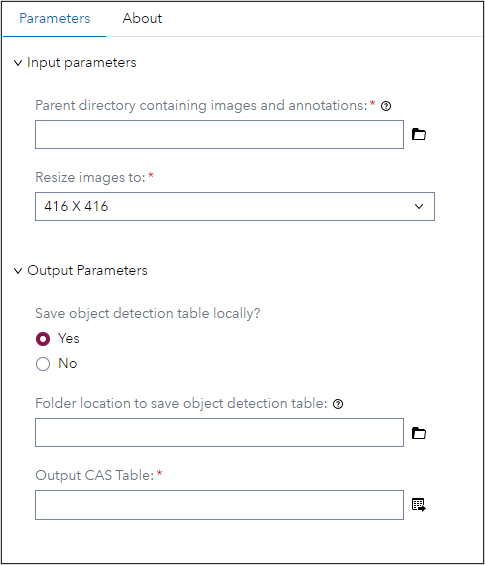 Parameters About
Input parameters
Parent directory containing images and annotations: *
Resize images to: *
416 X 416
Output Parameters
Save object detection table locally?
Yes
No
Folder location to save object detection table:
Output CAS Table: *